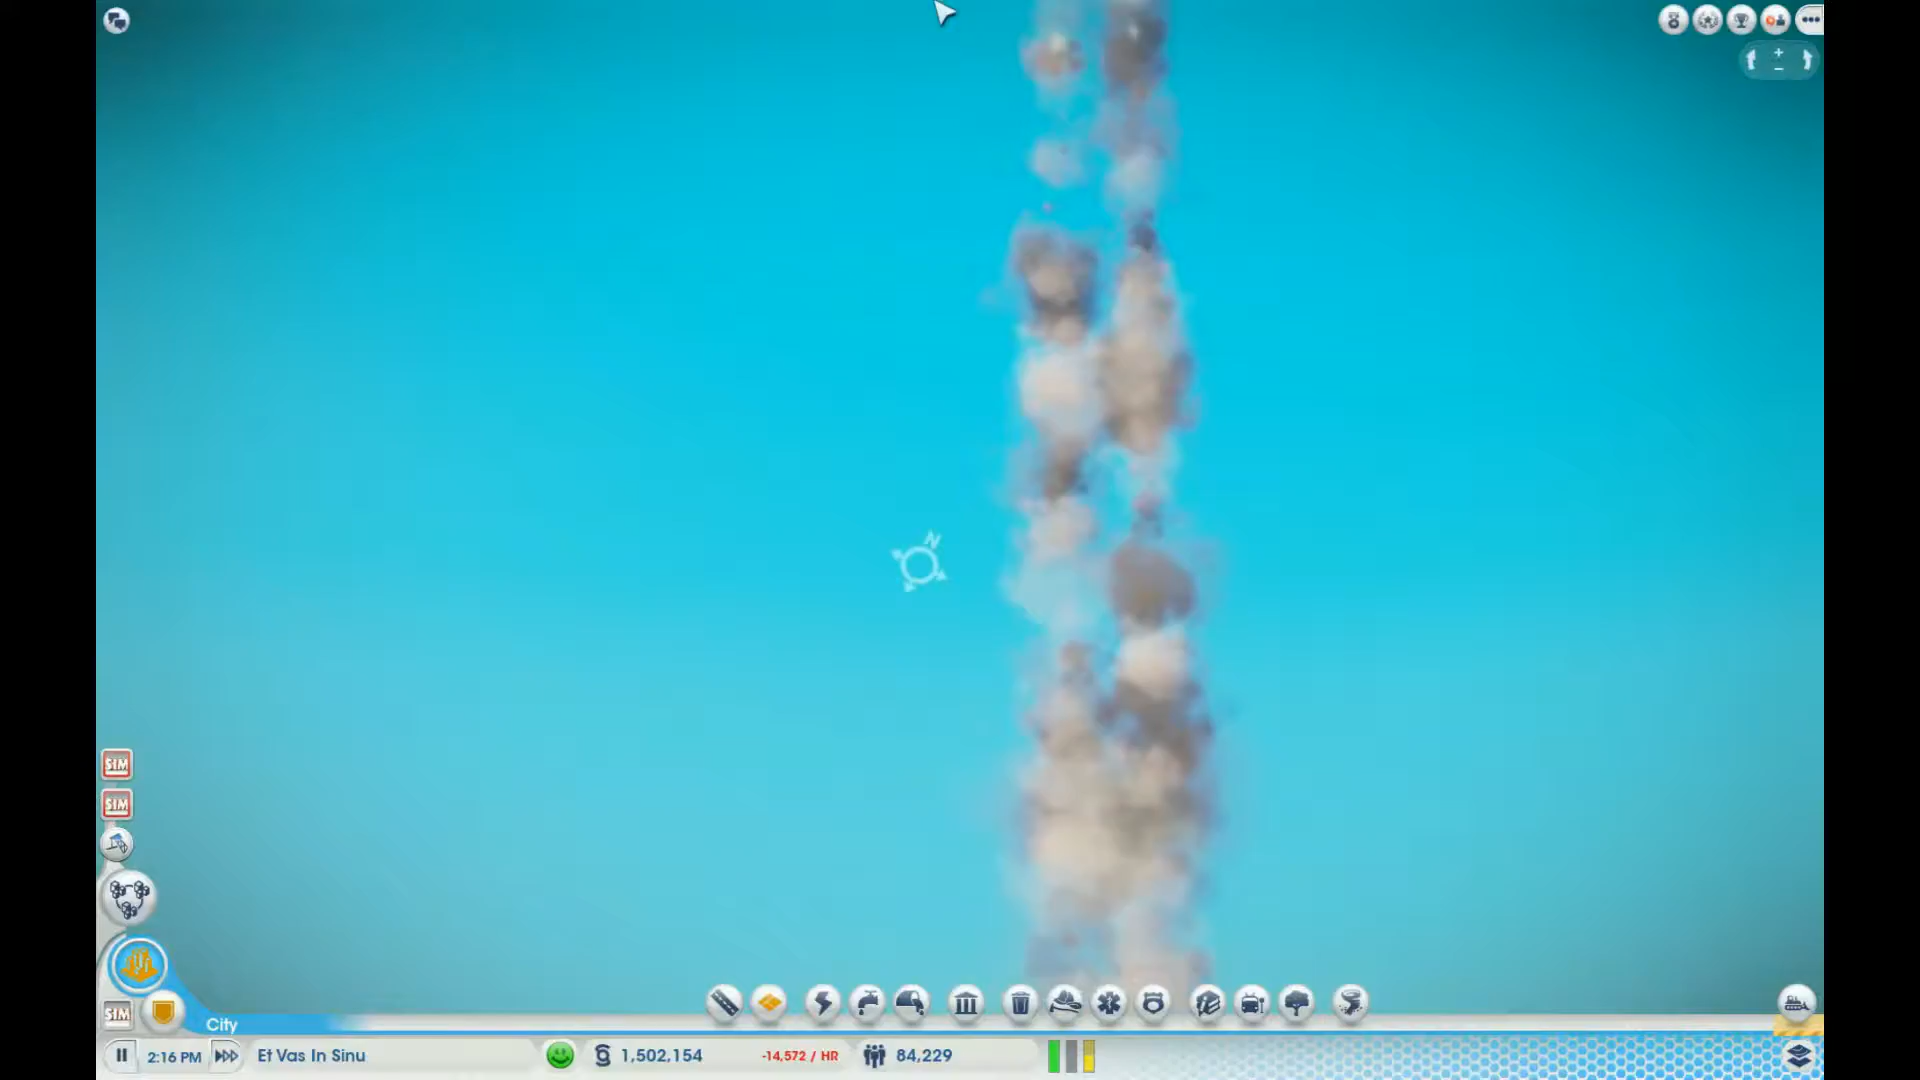 N
SIM
SIM
SIM
City
2:16 PM
Et Vas In Sinu
1,502,154
-14,572 / HR
84,229